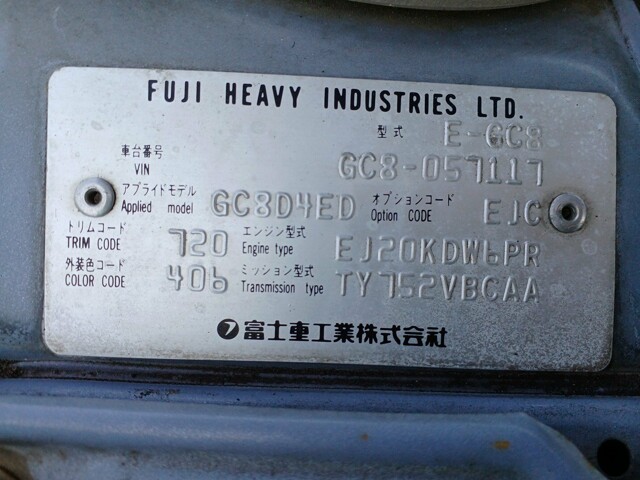 FUJI HEAVY INDUSTRIES LTD.
型式 E-GC8
車台番号 VIN GC8-057117
アプライドモデル Applied model GC8D4ED オプションコード Option CODE EJC
トリムコード TRIM CODE 720 エンジン型式 Engine type EJ20KDW6PR
外装色コード COLOR CODE 406 ミッション型式 Transmission type TY752VBCAA
富士重工業株式会社